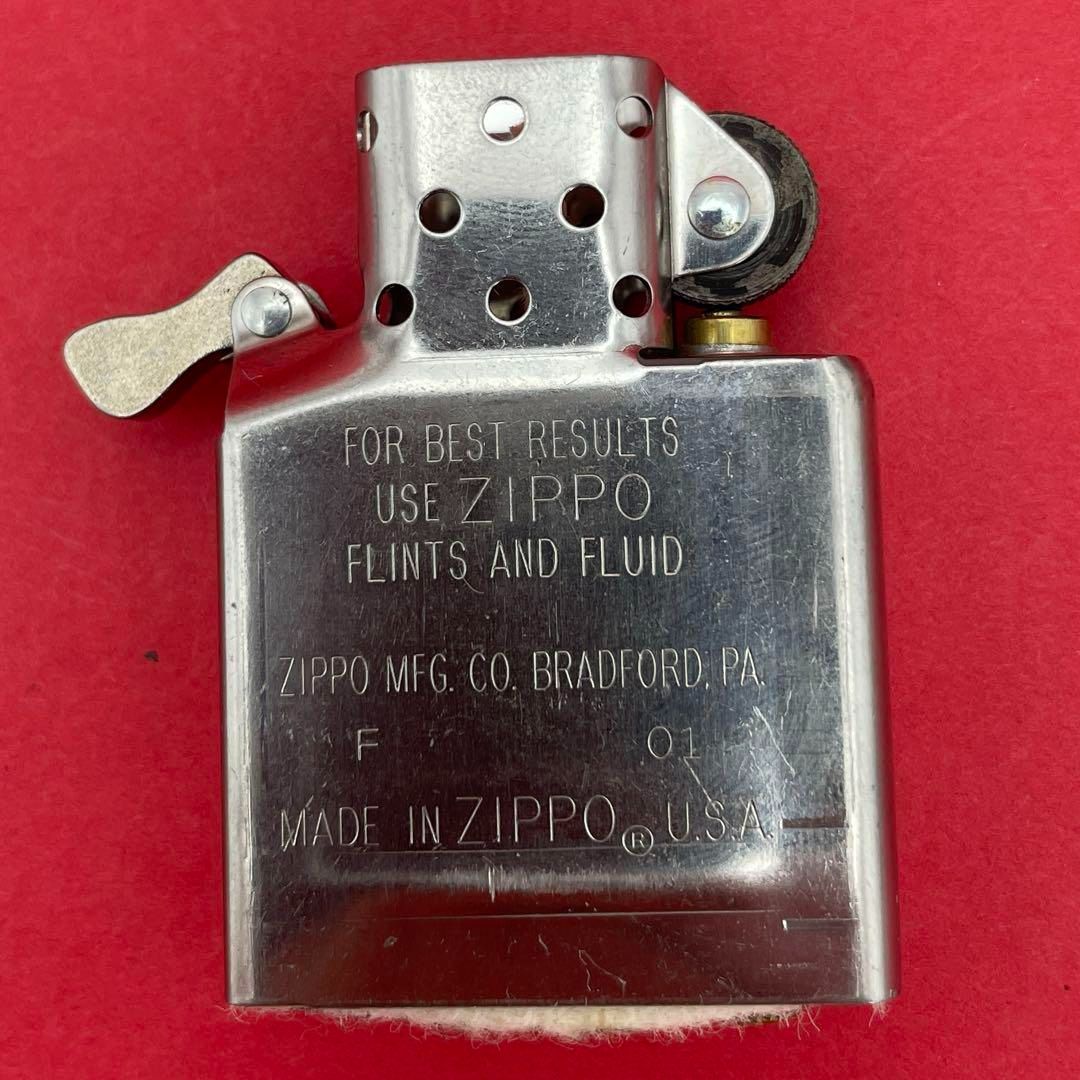 FOR BEST RESULTS
USE ZIPPO
FLINTS AND FLUID
ZIPPO MFG. CO. BRADFORD, PA.
F 01
MADE IN ZIPPO® U.S.A.